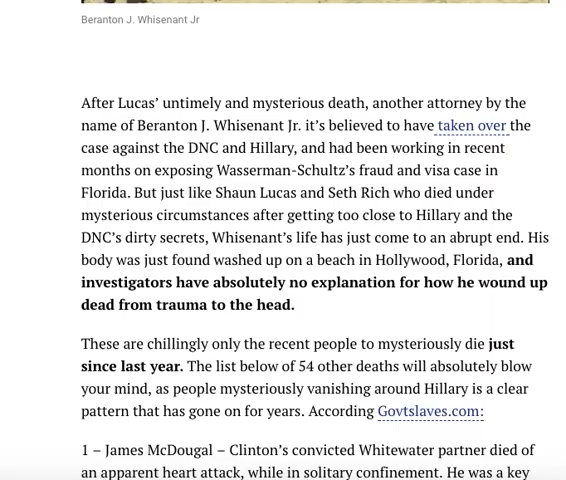 Beranton J. Whisenant Jr
After Lucas’ untimely and mysterious death, another attorney by the
name of Beranton J. Whisenant Jr. it’s believed to have taken over the
case against the DNC and Hillary, and had been working in recent
months on exposing Wasserman-Schultz’s fraud and visa case in
Florida. But just like Shaun Lucas and Seth Rich who died under
mysterious circumstances after getting too close to Hillary and the
DNC’s dirty secrets, Whisenant’s life has just come to an abrupt end. His
body was just found washed up on a beach in Hollywood, Florida, and
investigators have absolutely no explanation for how he wound up
dead from trauma to the head.
These are chillingly only the recent people to mysteriously die just
since last year. The list below of 54 other deaths will absolutely blow
your mind, as people mysteriously vanishing around Hillary is a clear
pattern that has gone on for years. According Govtslaves.com:
1 – James McDougal – Clinton’s convicted Whitewater partner died of
an apparent heart attack, while in solitary confinement. He was a key